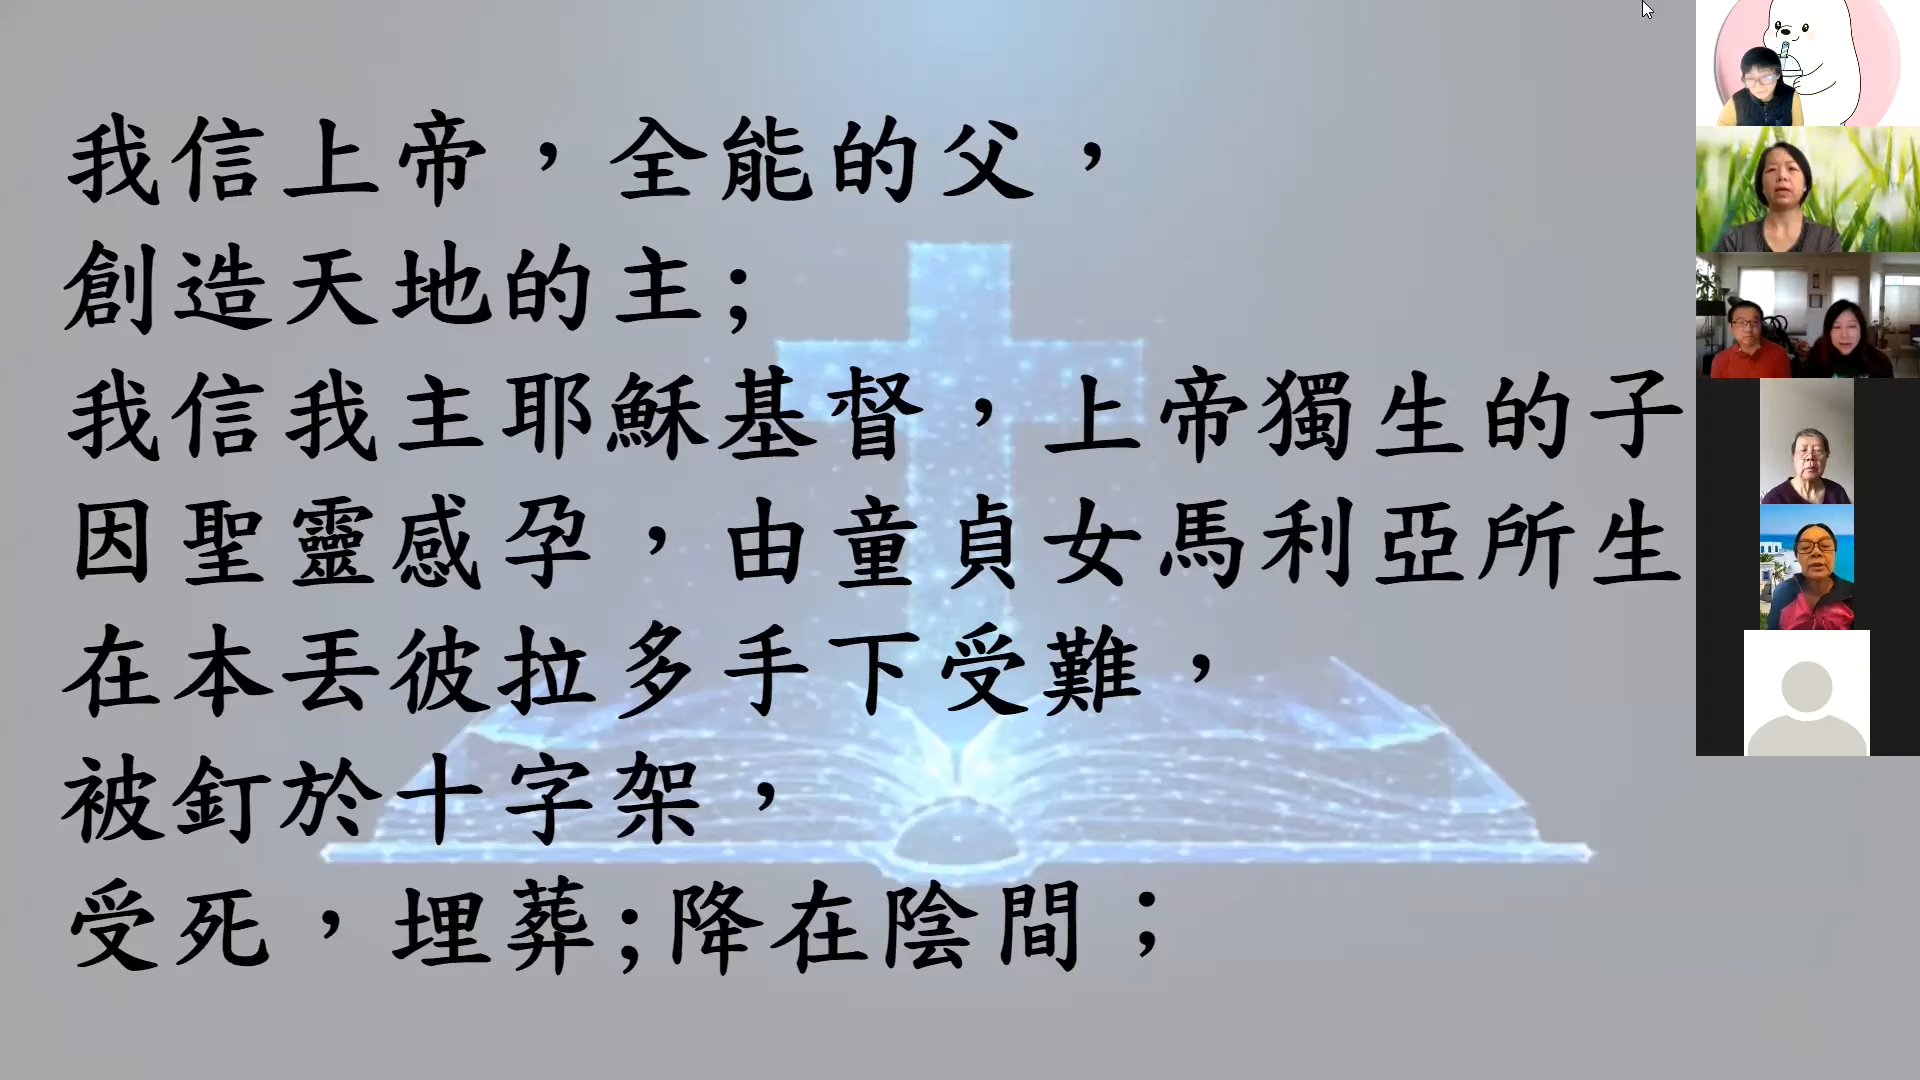 我信上帝，全能的父，
創造天地的主;
我信我主耶穌基督，上帝獨生的子
因聖靈感孕，由童貞女馬利亞所生
在本丟彼拉多手下受難，
被釘於十字架，
受死，埋葬;降在陰間；